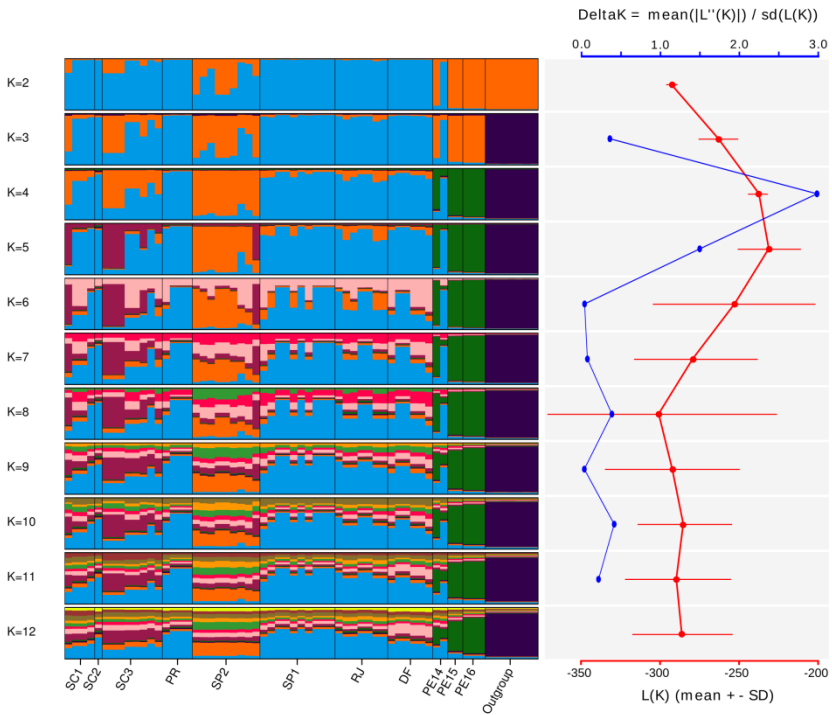 DeltaK = mean(|L''(K)|) / sd(L(K))
0.0 1.0 2.0 3.0
K=2
K=3
K=4
K=5
K=6
K=7
K=8
K=9
K=10
K=11
K=12
SC1 SC2 SC3 PR SP2 SP1 RJ DF PE14 PE15 PE16 Outgroup
-350 -300 -250 -200
L(K) (mean + - SD)